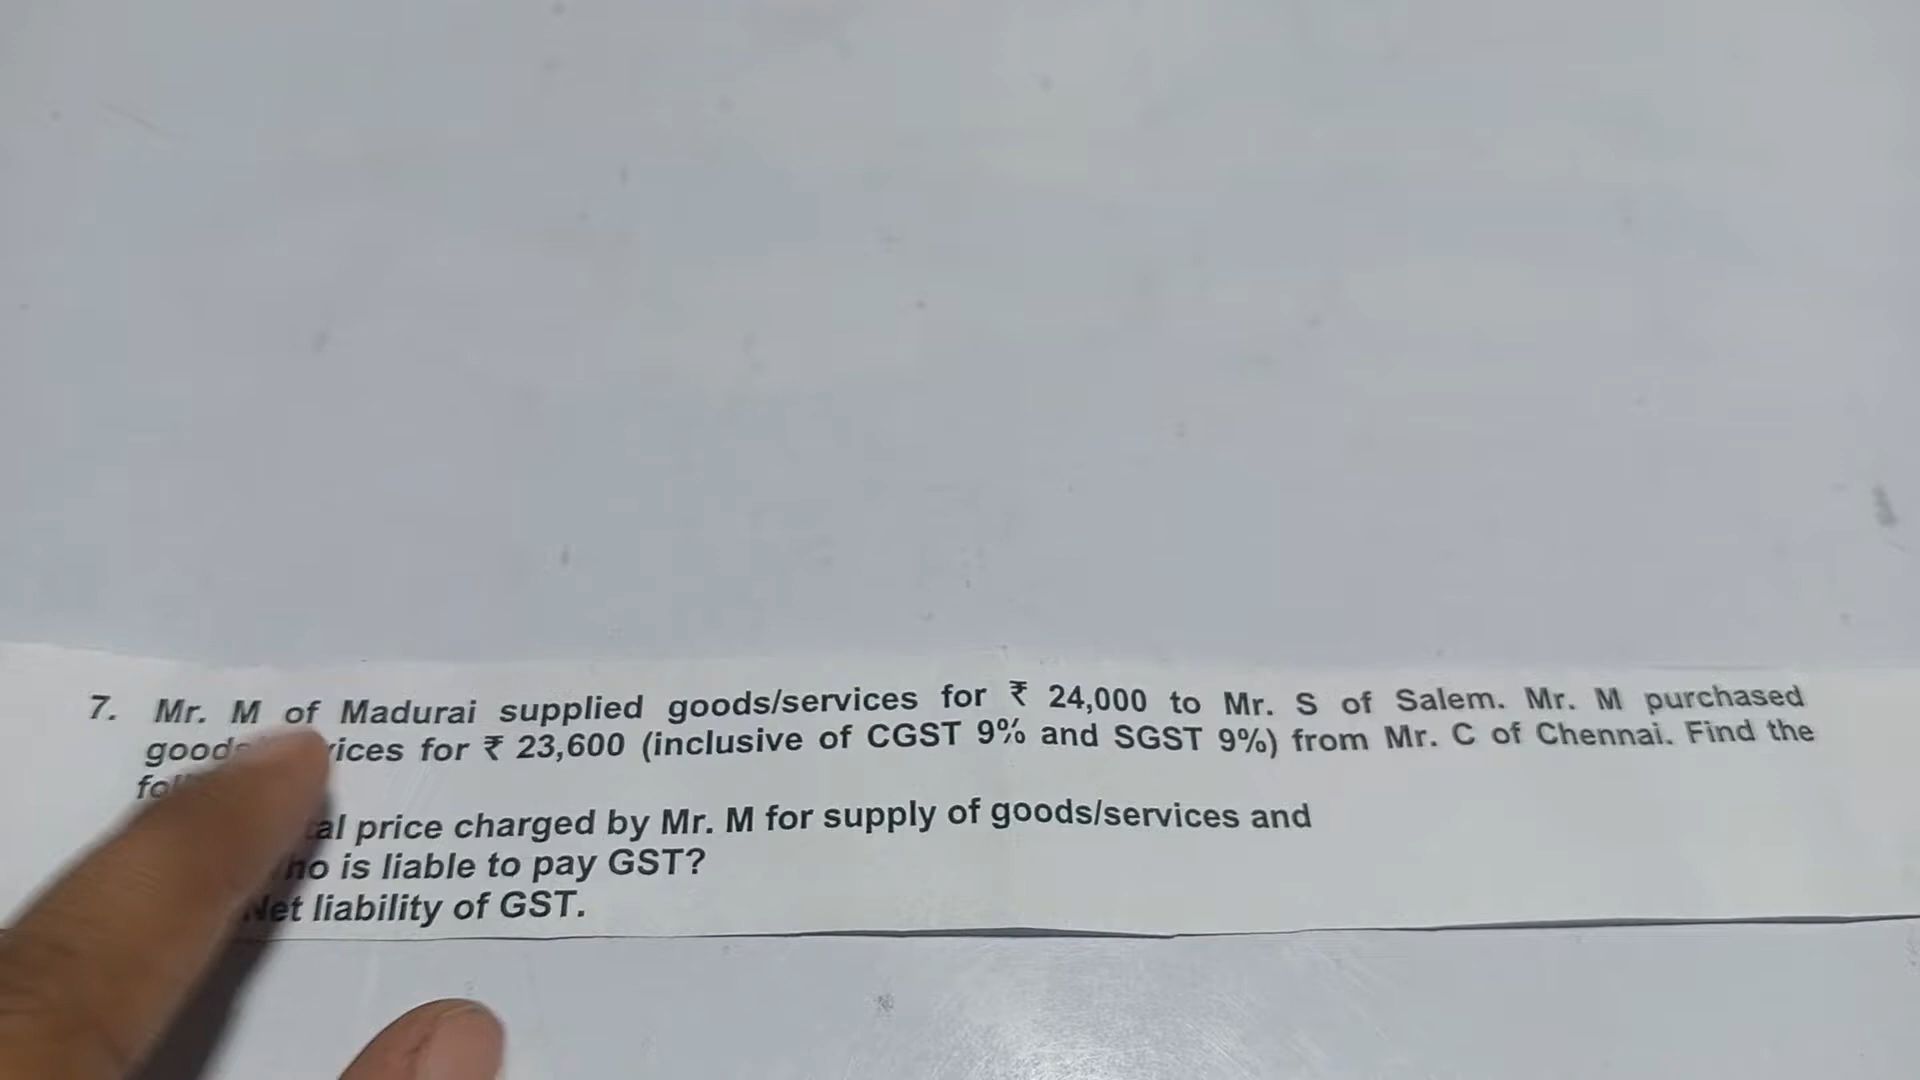 7. Mr. M of Madurai supplied goods/services for ₹ 24,000 to Mr. S of Salem. Mr. M purchased
for ₹ 23,600 (inclusive of CGST 9% and SGST 9%) from Mr. C of Chennai. Find the
price charged by Mr. M for supply of goods/services and
is liable to pay GST?
Net liability of GST.